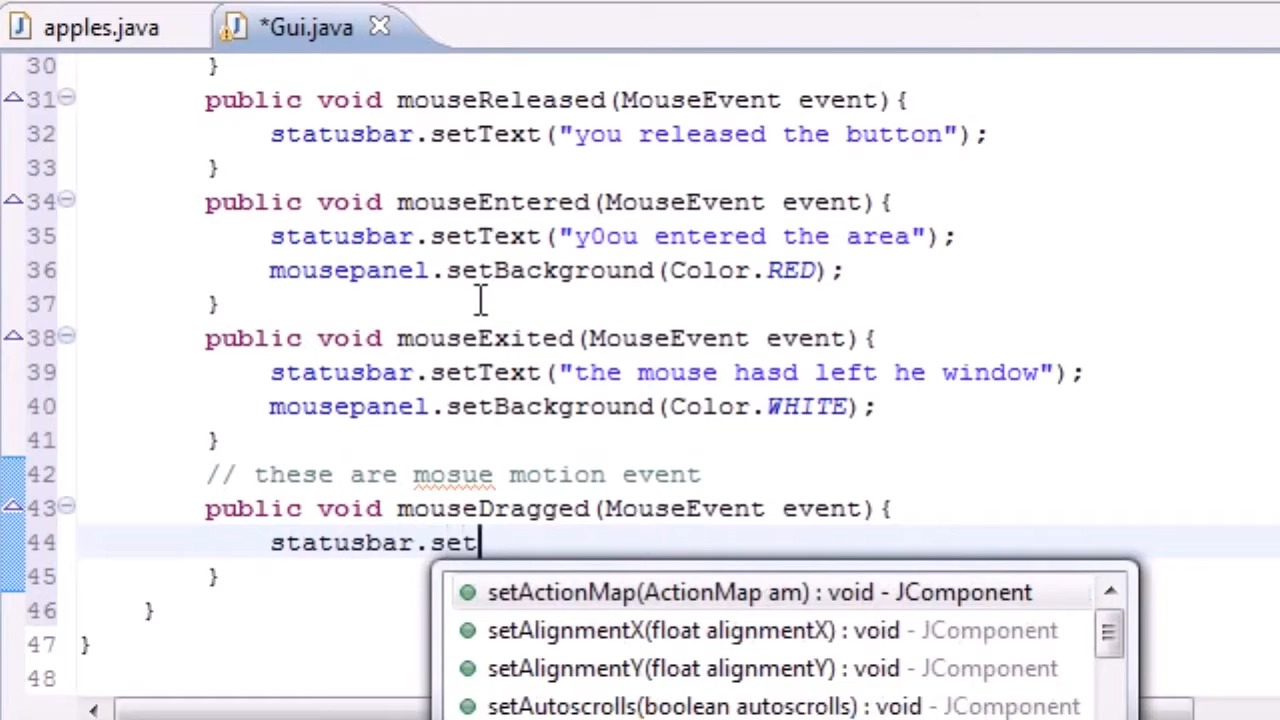 apples.java *Gui.java
30 }
31 public void mouseReleased(MouseEvent event){
32 statusbar.setText("you released the button");
33 }
34 public void mouseEntered(MouseEvent event){
35 statusbar.setText("y0ou entered the area");
36 mousepanel.setBackground(Color.RED);
37 }
38 public void mouseExited(MouseEvent event){
39 statusbar.setText("the mouse hasd left he window");
40 mousepanel.setBackground(Color.WHITE);
41 }
42 // these are mosue motion event
43 public void mouseDragged(MouseEvent event){
44 statusbar.set
45 }
46 }
47 }
48
setActionMap(ActionMap am) : void - JComponent
setAlignmentX(float alignmentX) : void - JComponent
setAlignmentY(float alignmentY) : void - JComponent
setAutoscrolls(boolean autoscrolls) : void - JComponent